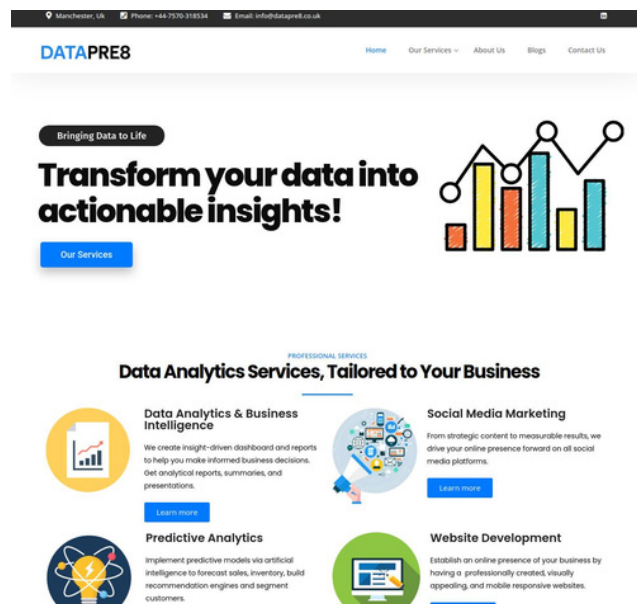 Manchester, Uk Phone: +44-7570-318534 Email: info@datapre8.co.uk
DATAPRE8
Home Our Services About Us Blogs Contact Us
Bringing Data to Life
Transform your data into
actionable insights!
Our Services
PROFESSIONAL SERVICES
Data Analytics Services, Tailored to Your Business
Data Analytics & Business
Intelligence
We create insight-driven dashboard and reports
to help you make informed business decisions.
Get analytical reports, summaries, and
presentations.
Learn more
Social Media Marketing
From strategic content to measurable results, we
drive your online presence forward on all social
media platforms.
Learn more
Predictive Analytics
Implement predictive models via artificial
intelligence to forecast sales, inventory, build
recommendation engines and segment
customers.
Website Development
Establish an online presence of your business by
having a professionally created, visually
appealing, and mobile responsive websites.